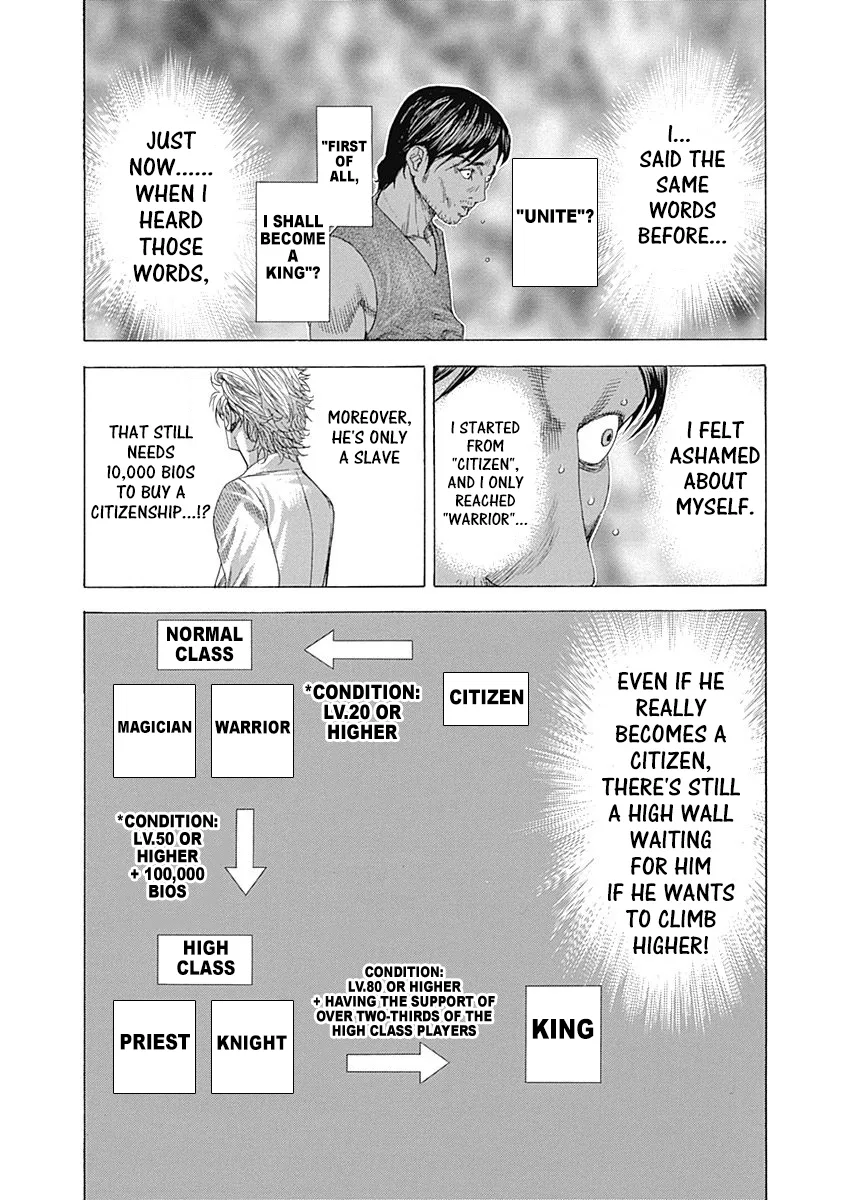 I...
SAID THE
SAME
WORDS
BEFORE...
"UNITE"?
"FIRST
OF
ALL,
I SHALL
BECOME
A
KING"?
JUST
NOW......
WHEN I
HEARD
THOSE
WORDS,
I FELT
ASHAMED
ABOUT
MYSELF.
I STARTED
FROM
"CITIZEN",
AND I ONLY
REACHED
"WARRIOR"...
MOREOVER,
HE'S ONLY
A SLAVE
THAT STILL
NEEDS
10,000 BIOS
TO BUY A
CITIZENSHIP...!?
EVEN IF HE
REALLY
BECOMES A
CITIZEN,
THERE'S STILL
A HIGH WALL
WAITING
FOR HIM
IF HE WANTS
TO CLIMB
HIGHER!
CITIZEN
*CONDITION:
LV.20 OR
HIGHER
NORMAL
CLASS
WARRIOR
MAGICIAN
*CONDITION:
LV.50 OR
HIGHER
+ 100,000
BIOS
HIGH
CLASS
PRIEST
KNIGHT
CONDITION:
LV.80 OR HIGHER
+ HAVING THE SUPPORT OF
OVER TWO-THIRDS OF THE
HIGH CLASS PLAYERS
KING